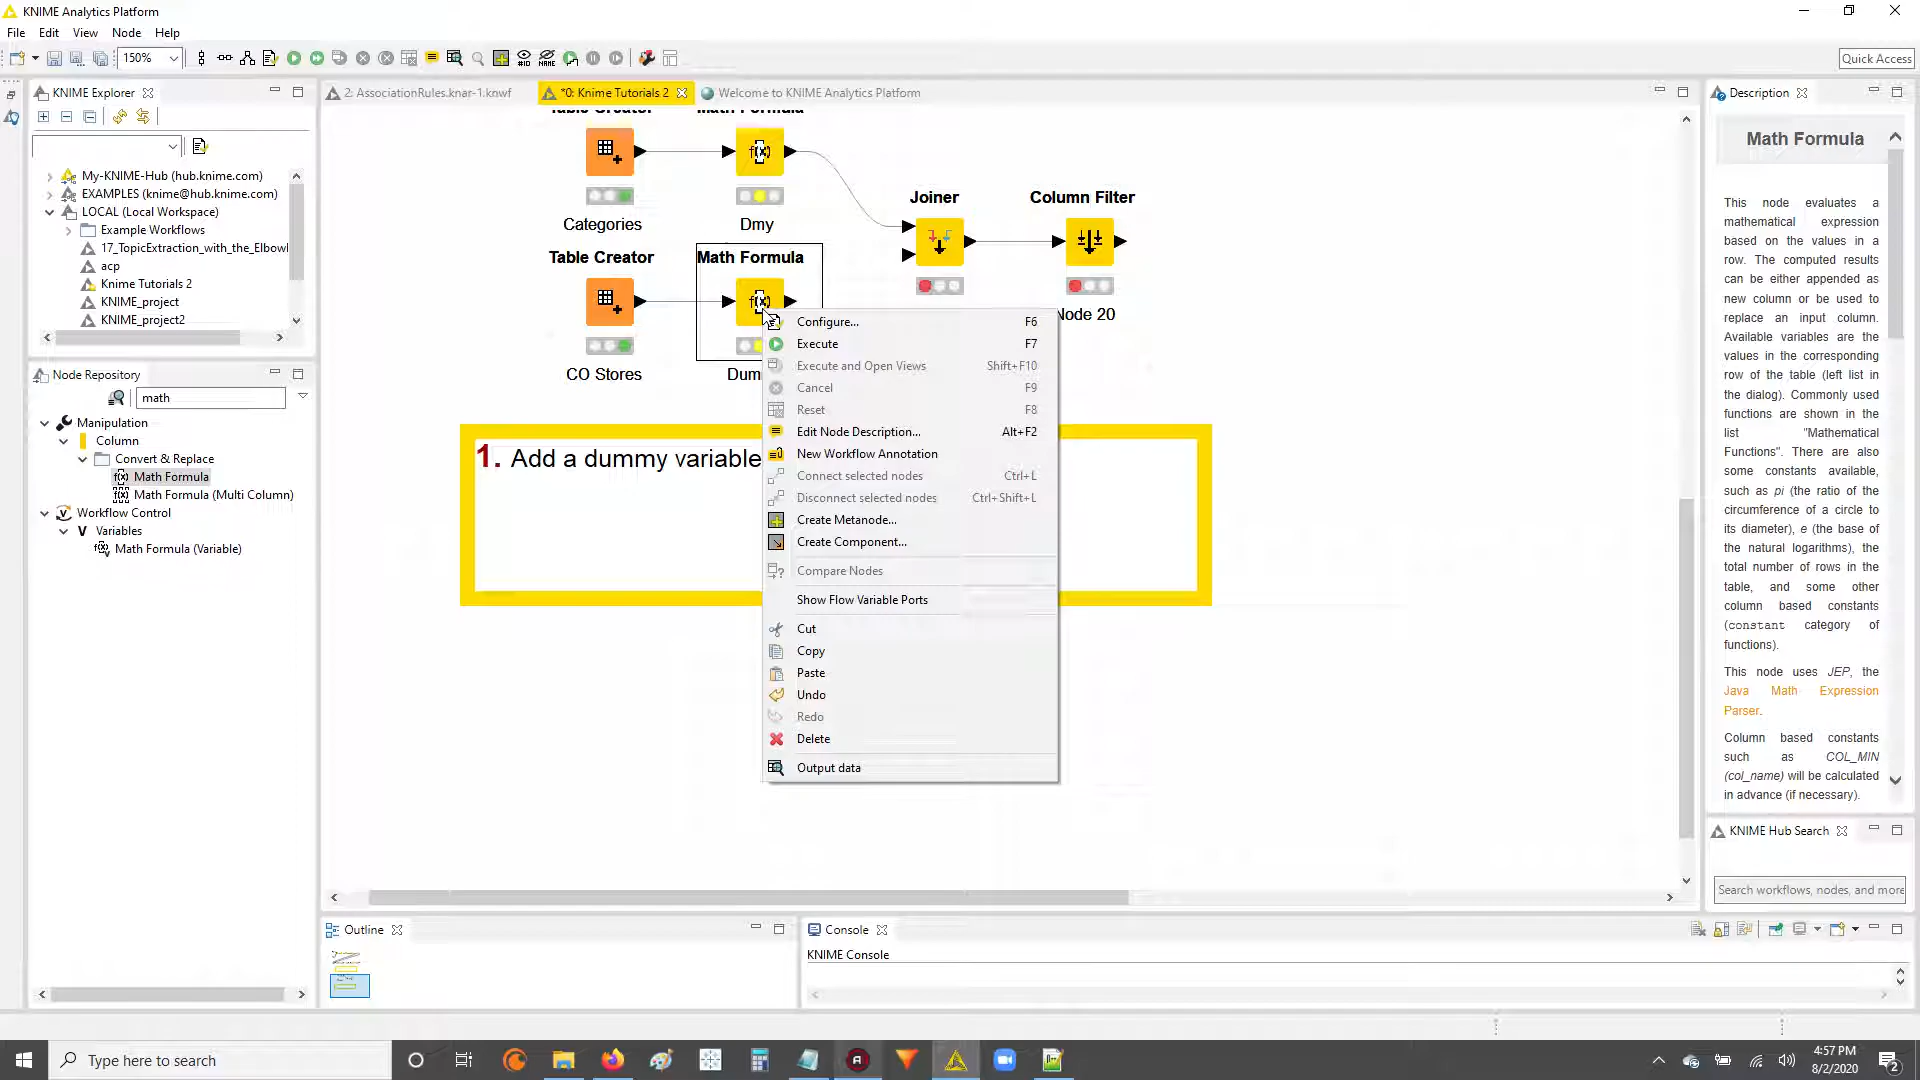 KNIME Analytics Platform
File Edit View Node Help
150%
Quick Access
KNIME Explorer
My-KNIME-Hub (hub.knime.com)
EXAMPLES (knime@hub.knime.com)
LOCAL (Local Workspace)
Example Workflows
17_TopicExtraction_with_the_Elbowl
acp
Knime Tutorials 2
KNIME_project
KNIME_project2
Node Repository
math
Manipulation
Column
Convert & Replace
f(x) Math Formula
Math Formula (Multi Column)
Workflow Control
V Variables
Math Formula (Variable)
2: AssociationRules.knar-1.knwf
*0: Knime Tutorials 2
Welcome to KNIME Analytics Platform
Table Creator
Math Formula
Categories
Dmy
Table Creator
Math Formula
CO Stores
Joiner
Column Filter
Node 20
1. Add a dummy variable
Configure... F6
Execute F7
Execute and Open Views Shift+F10
Cancel F9
Reset F8
Edit Node Description... Alt+F2
New Workflow Annotation
Connect selected nodes Ctrl+L
Disconnect selected nodes Ctrl+Shift+L
Create Metanode...
Create Component...
Compare Nodes
Show Flow Variable Ports
Cut
Copy
Paste
Undo
Redo
Delete
Output data
Description
Math Formula
This node evaluates a
mathematical expression
based on the values in a
row. The computed results
can be either appended as
new column or be used to
replace an input column.
Available variables are the
values in the corresponding
row of the table (left list in
the dialog). Commonly used
functions are shown in the
list "Mathematical
Functions". There are also
some constants available,
such as pi (the ratio of the
circumference of a circle to
its diameter), e (the base of
the natural logarithms), the
total number of rows in the
table, and some other
column based constants
(constant category of
functions).
This node uses JEP, the
Java Math Expression
Parser.
Column based constants
such as COL_MIN
(col_name) will be calculated
in advance (if necessary).
KNIME Hub Search
Search workflows, nodes, and more
Outline
Console
KNIME Console
Type here to search
4:57 PM
8/2/2020
2